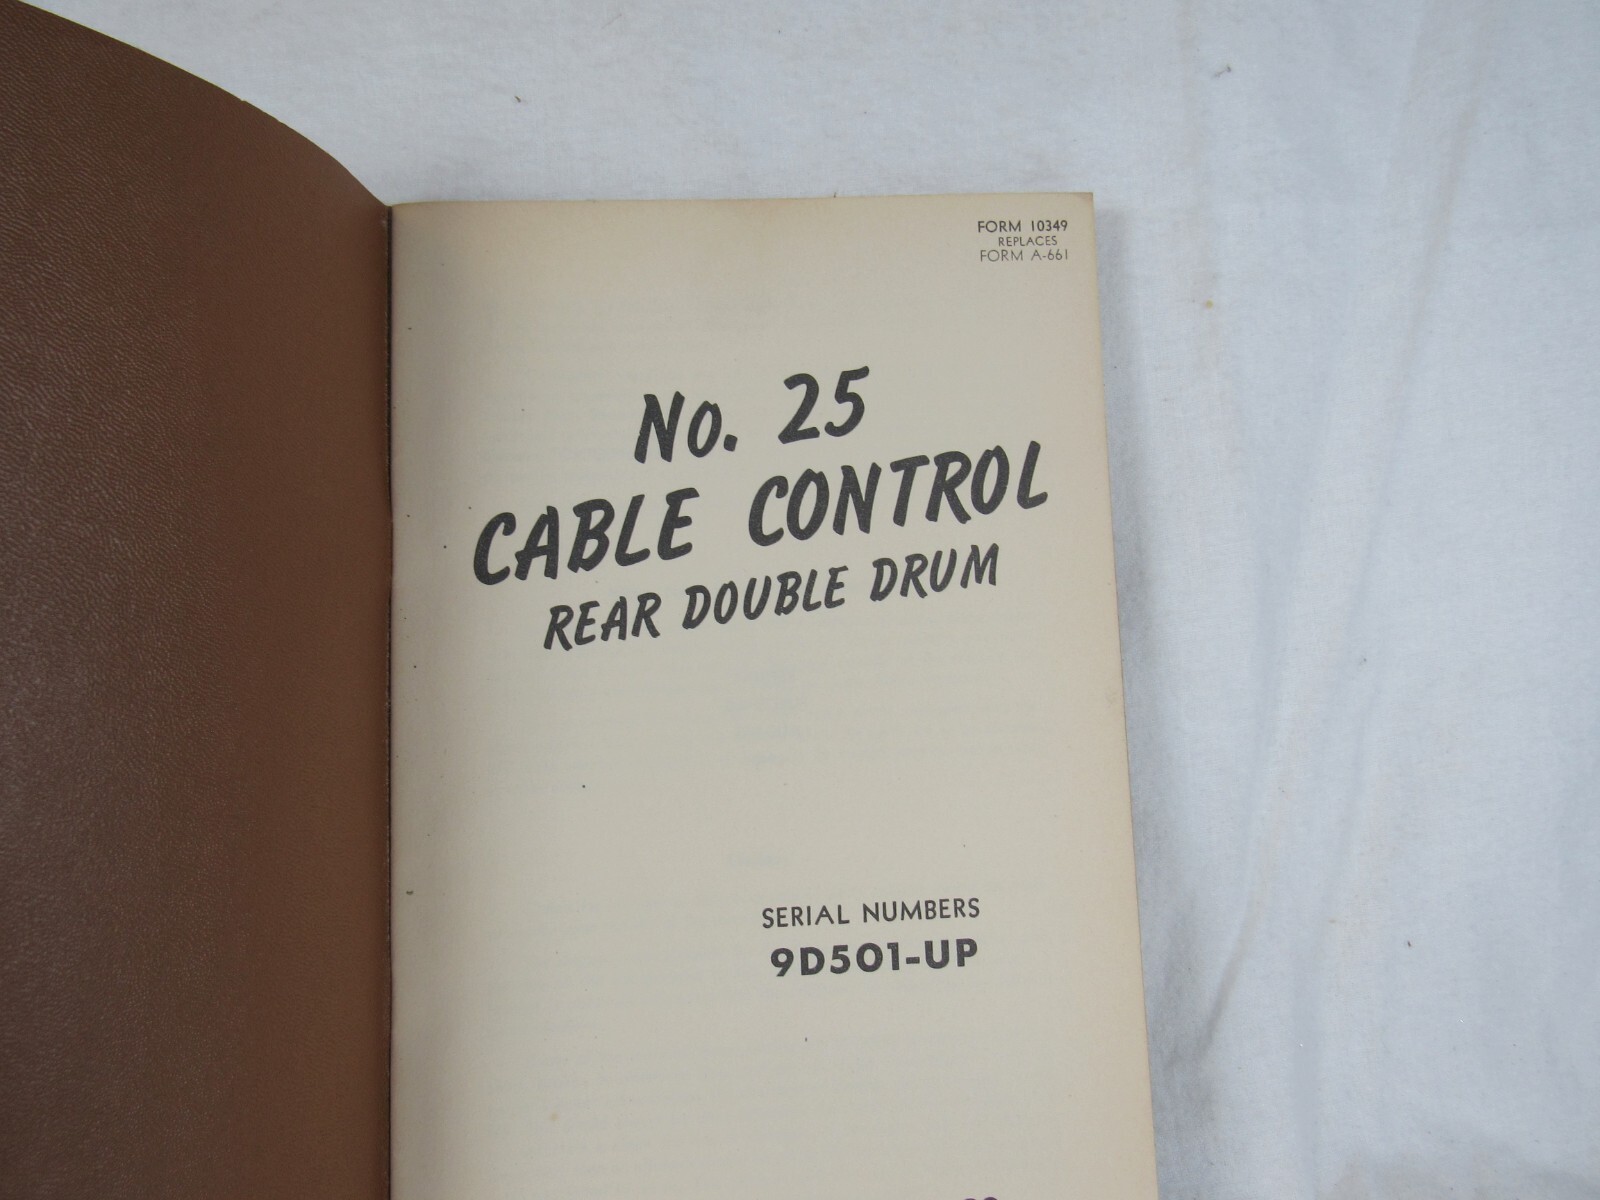 FORM 10349
REPLACES
FORM A-661
No. 25
CABLE CONTROL
REAR DOUBLE DRUM
SERIAL NUMBERS
9D501-UP